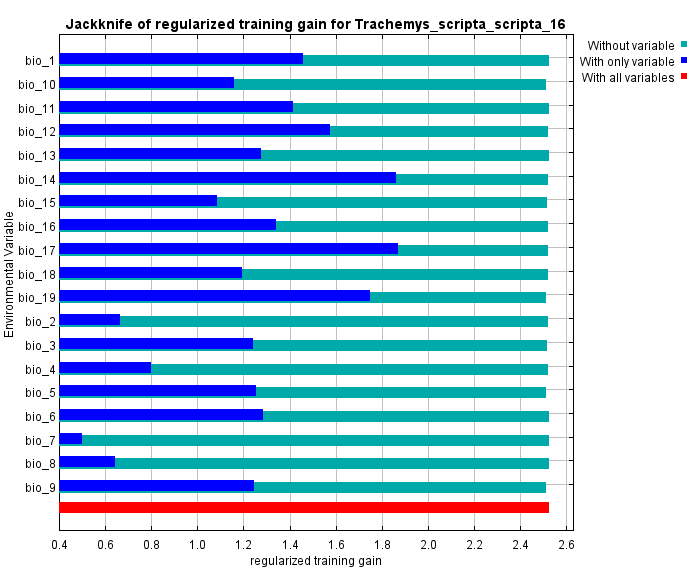 Jackknife of regularized training gain for Trachemys_scripta_scripta_16
Without variable
With only variable
With all variables
Environmental Variable
bio_1
bio_10
bio_11
bio_12
bio_13
bio_14
bio_15
bio_16
bio_17
bio_18
bio_19
bio_2
bio_3
bio_4
bio_5
bio_6
bio_7
bio_8
bio_9
0.4 0.6 0.8 1.0 1.2 1.4 1.6 1.8 2.0 2.2 2.4 2.6
regularized training gain